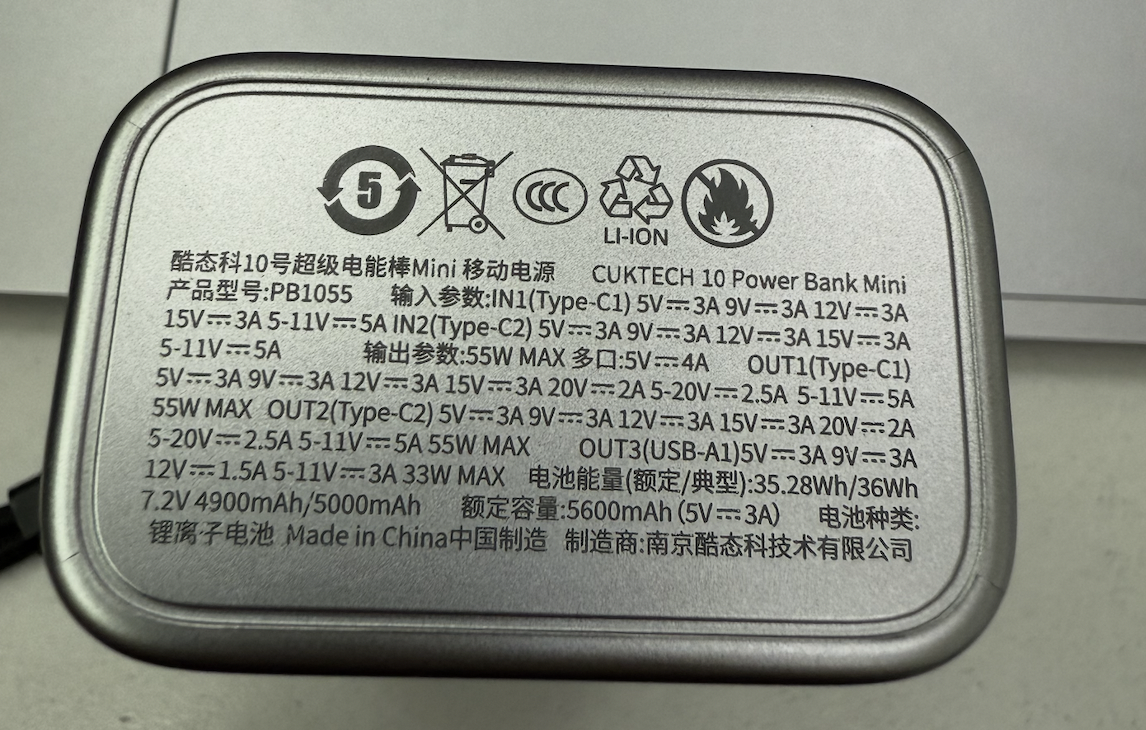 5
LI-ION
酷态科10号超级电能棒Mini 移动电源 CUKTECH 10 Power Bank Mini
产品型号:PB1055 输入参数:IN1(Type-C1) 5V⎓3A 9V⎓3A 12V⎓3A
15V⎓3A 5-11V⎓5A IN2(Type-C2) 5V⎓3A 9V⎓3A 12V⎓3A 15V⎓3A
5-11V⎓5A 输出参数:55W MAX 多口:5V⎓4A OUT1(Type-C1)
5V⎓3A 9V⎓3A 12V⎓3A 15V⎓3A 20V⎓2A 5-20V⎓2.5A 5-11V⎓5A
55W MAX OUT2(Type-C2) 5V⎓3A 9V⎓3A 12V⎓3A 15V⎓3A 20V⎓2A
5-20V⎓2.5A 5-11V⎓5A 55W MAX OUT3(USB-A1)5V⎓3A 9V⎓3A
12V⎓1.5A 5-11V⎓3A 33W MAX 电池能量(额定/典型):35.28Wh/36Wh
7.2V 4900mAh/5000mAh 额定容量:5600mAh (5V⎓3A) 电池种类:
锂离子电池 Made in China中国制造 制造商:南京酷态科技术有限公司